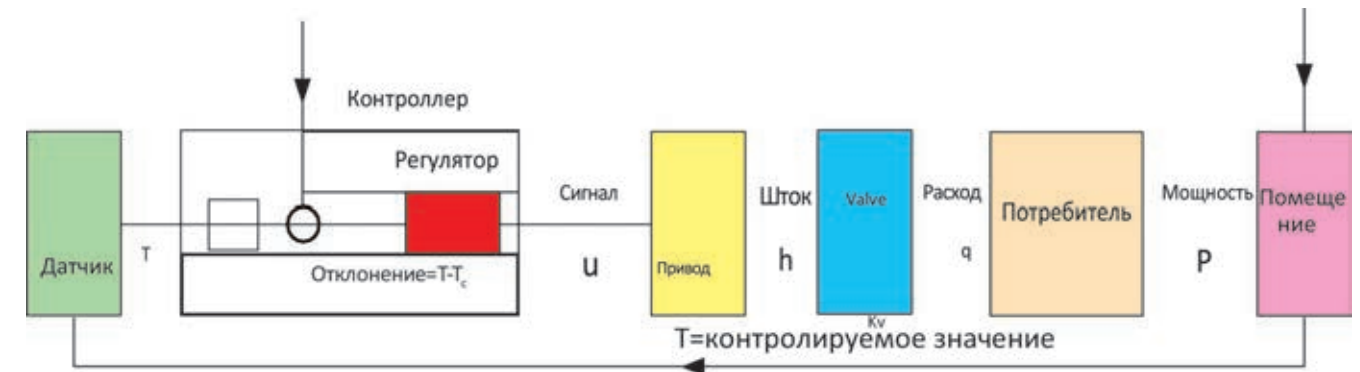 Контроллер
Регулятор
Датчик
T
Отклонение=T-Tc
Сигнал
u
Привод
Шток
h
Valve
Kv
Расход
q
Потребитель
Мощность
P
Помеще
ние
T=контролируемое значение